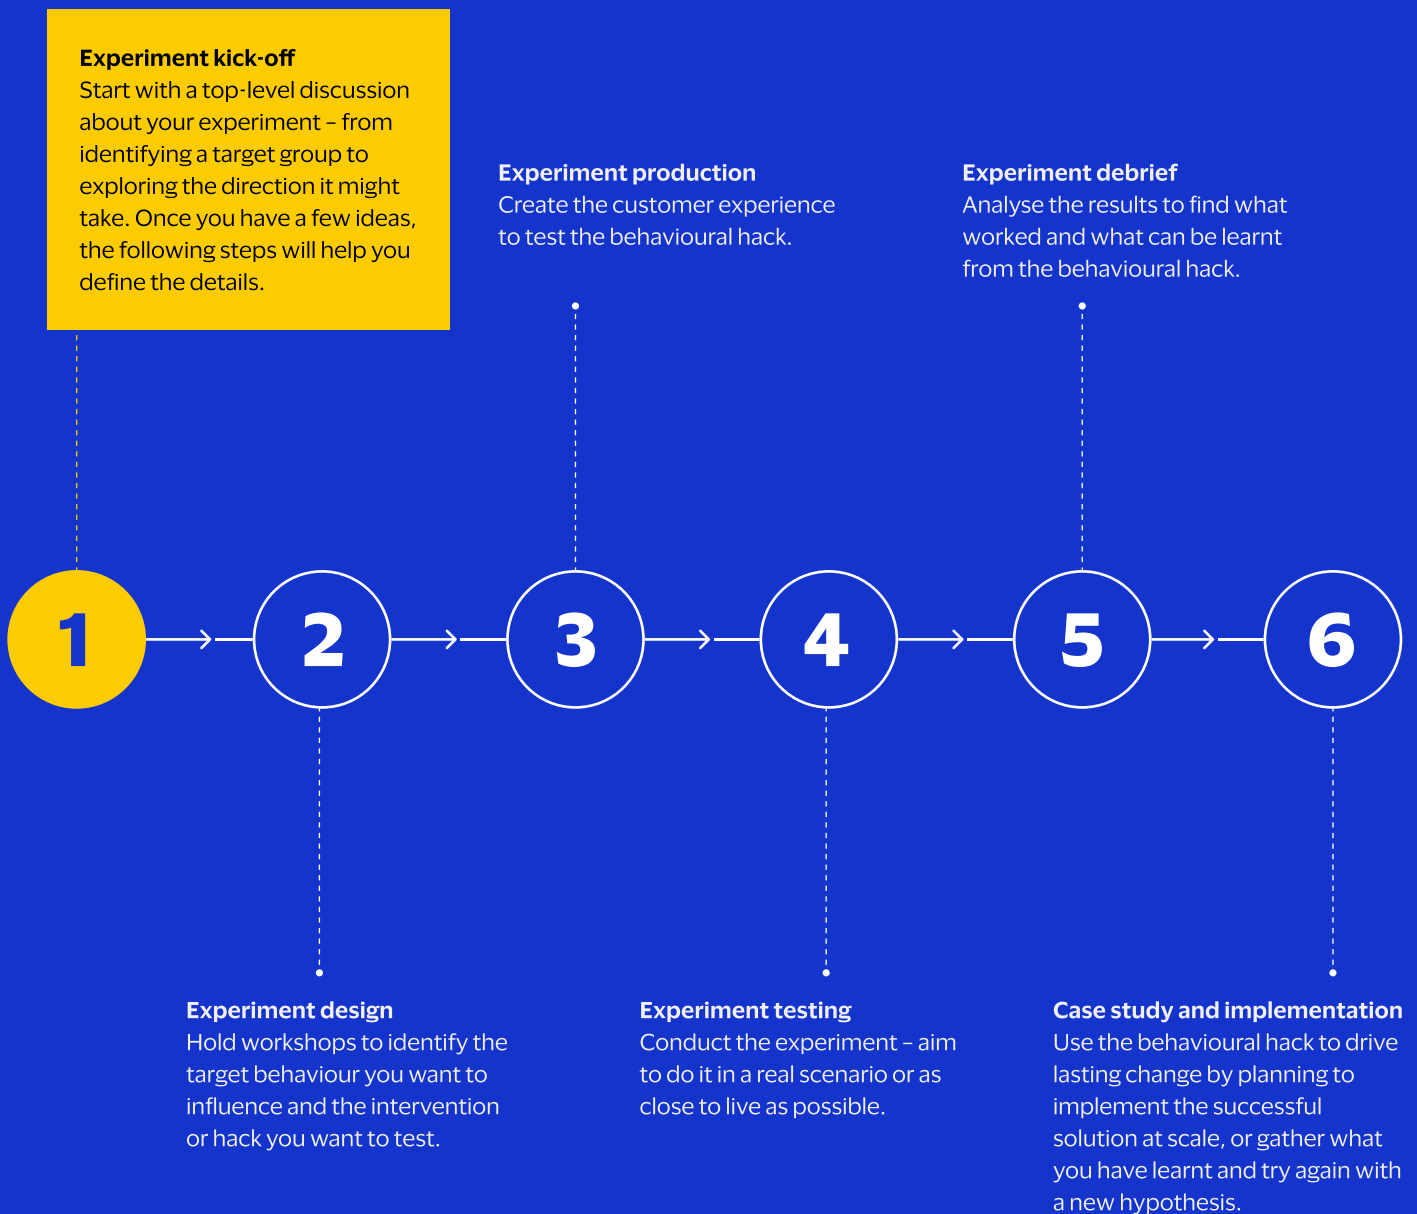 Experiment kick-off
Start with a top-level discussion
about your experiment – from
identifying a target group to
exploring the direction it might
take. Once you have a few ideas,
the following steps will help you
define the details.
Experiment production
Create the customer experience
to test the behavioural hack.
Experiment debrief
Analyse the results to find what
worked and what can be learnt
from the behavioural hack.
1
2
3
4
5
6
Experiment design
Hold workshops to identify the
target behaviour you want to
influence and the intervention
or hack you want to test.
Experiment testing
Conduct the experiment – aim
to do it in a real scenario or as
close to live as possible.
Case study and implementation
Use the behavioural hack to drive
lasting change by planning to
implement the successful
solution at scale, or gather what
you have learnt and try again with
a new hypothesis.